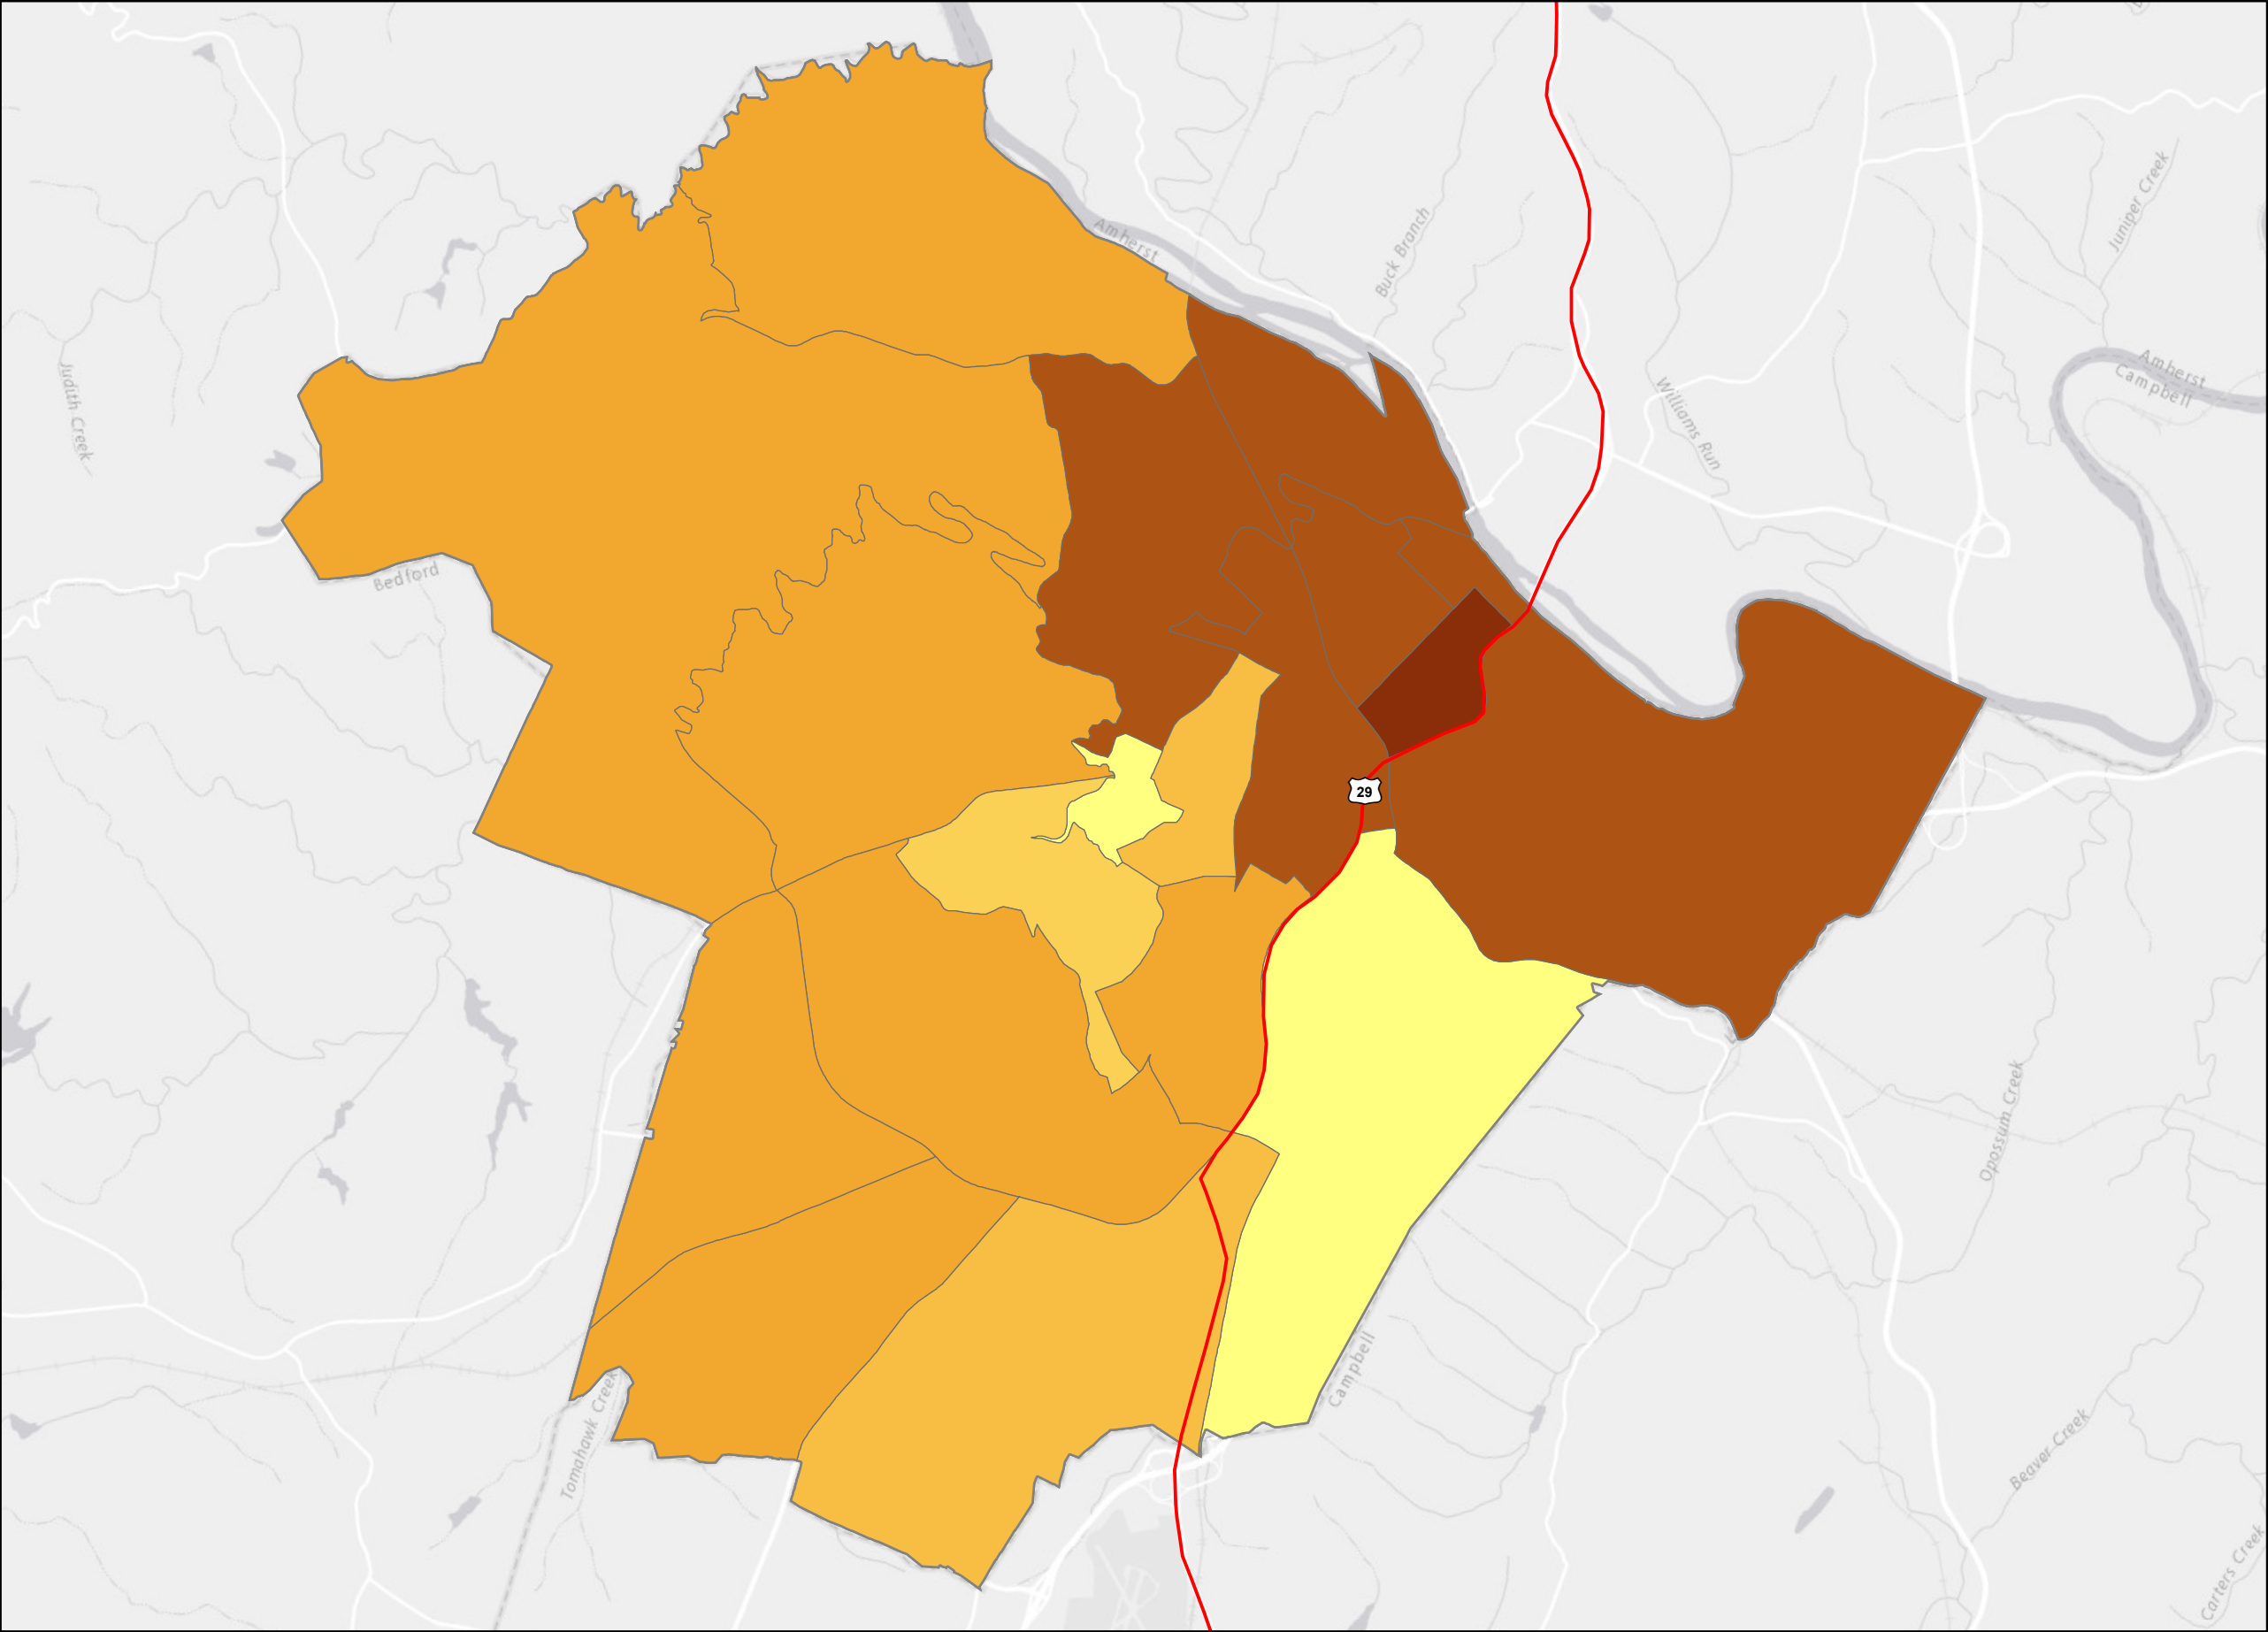 Juniper Creek
Buck Branch
Amherst
Amherst
Campbell
Judith Creek
Williams Run
Bedford
29
Opossum Creek
Campbell
Tomahawk Creek
Beaver Creek
Carters Creek